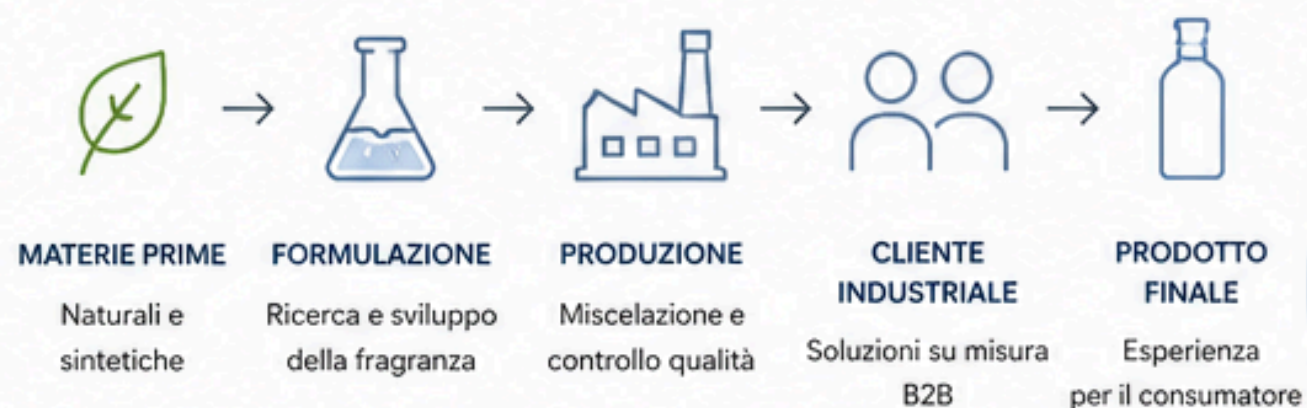 MATERIE PRIME
Naturali e
sintetiche
FORMULAZIONE
Ricerca e sviluppo
della fragranza
PRODUZIONE
Miscelazione e
controllo qualità
CLIENTE
INDUSTRIALE
Soluzioni su misura
B2B
PRODOTTO
FINALE
Esperienza
per il consumatore